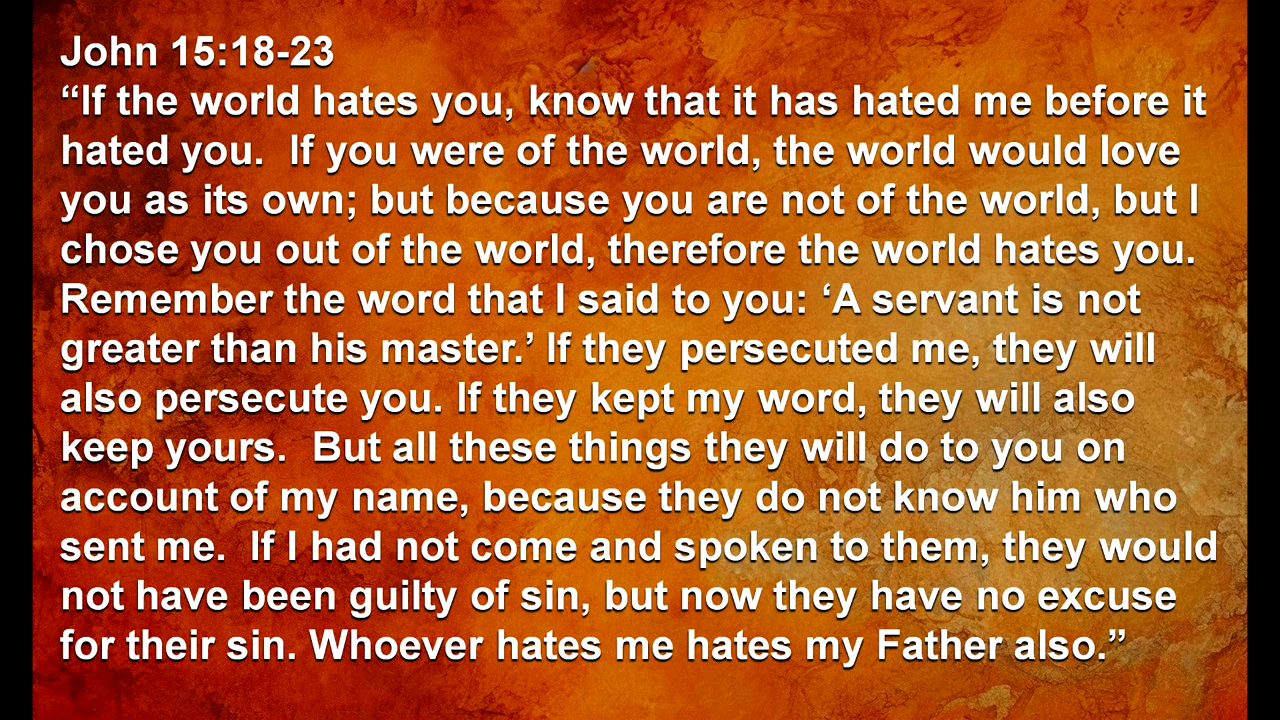 John 15:18-23
“If the world hates you, know that it has hated me before it
hated you.  If you were of the world, the world would love
you as its own; but because you are not of the world, but I
chose you out of the world, therefore the world hates you.
Remember the word that I said to you: ‘A servant is not
greater than his master.’ If they persecuted me, they will
also persecute you. If they kept my word, they will also
keep yours.  But all these things they will do to you on
account of my name, because they do not know him who
sent me.  If I had not come and spoken to them, they would
not have been guilty of sin, but now they have no excuse
for their sin. Whoever hates me hates my Father also.”